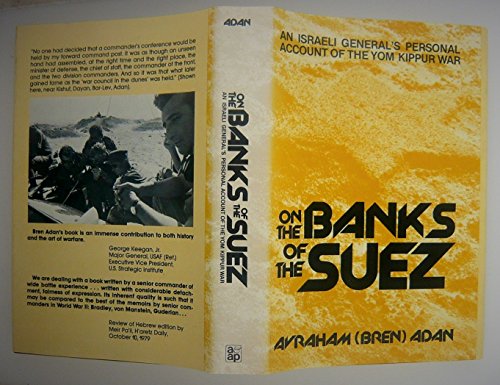 "No one had decided that a commander's conference would be
held by my forward command post. It was as though an unseen
hand had assembled, at the right time and the right place, the
minister of defense, the chief of staff, the commander of the front,
and the two division commanders. And so it was that what later
gained fame as the 'war council in the dunes' was held." (Shown
here, near Kishuf, Dayan, Bar-Lev, Adan).
Bren Adan's book is an immense contribution to both history
and the art of warfare.
George Keegan, Jr.
Major General, USAF (Ret.)
Executive Vice President,
U.S. Strategic Institute
We are dealing with a book written by a senior commander of
wide battle experience . . . written with considerable detach-
ment, fairness of expression. Its inherent quality is such that it
may be compared to the best of the memoirs by senior com-
manders in World War II: Bradley, von Manstein, Guderian...
Review of Hebrew edition by
Meir Pa'il, Ha'aretz Daily,
October 10, 1979
ADAN
ON THE BANKS OF THE SUEZ
AN ISRAELI GENERAL'S PERSONAL ACCOUNT OF THE YOM KIPPUR WAR
a&ap
AN ISRAELI GENERAL'S PERSONAL
ACCOUNT OF THE YOM KIPPUR WAR
ON
THE BANKS
OF
THE SUEZ
AVRAHAM (BREN) ADAN